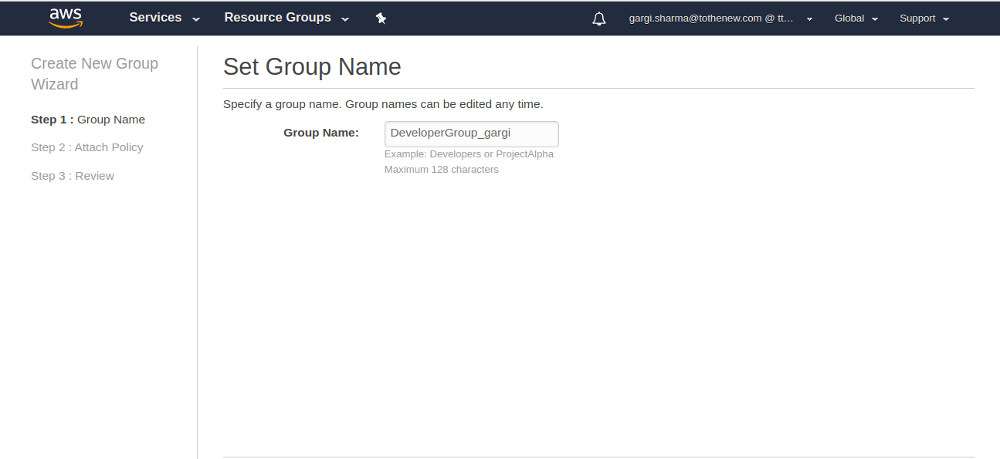 aws Services Resource Groups gargi.sharma@tothenew.com @ tt... Global Support
Create New Group
Wizard
Step 1 : Group Name
Step 2 : Attach Policy
Step 3 : Review
Set Group Name
Specify a group name. Group names can be edited any time.
Group Name: DeveloperGroup_gargi
Example: Developers or ProjectAlpha
Maximum 128 characters